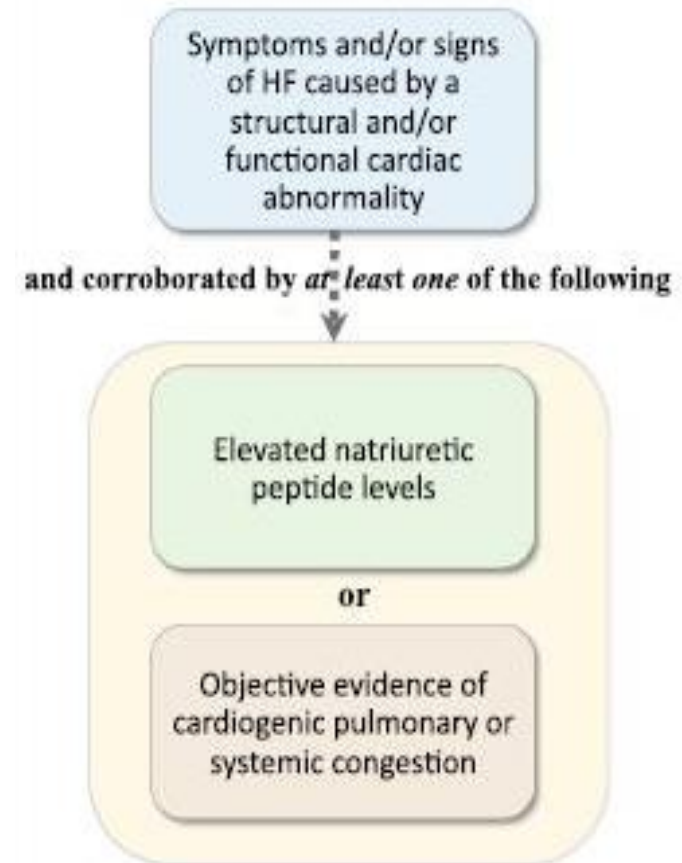 Symptoms and/or signs
of HF caused by a
structural and/or
functional cardiac
abnormality
and corroborated by at least one of the following
Elevated natriuretic
peptide levels
or
Objective evidence of
cardiogenic pulmonary or
systemic congestion